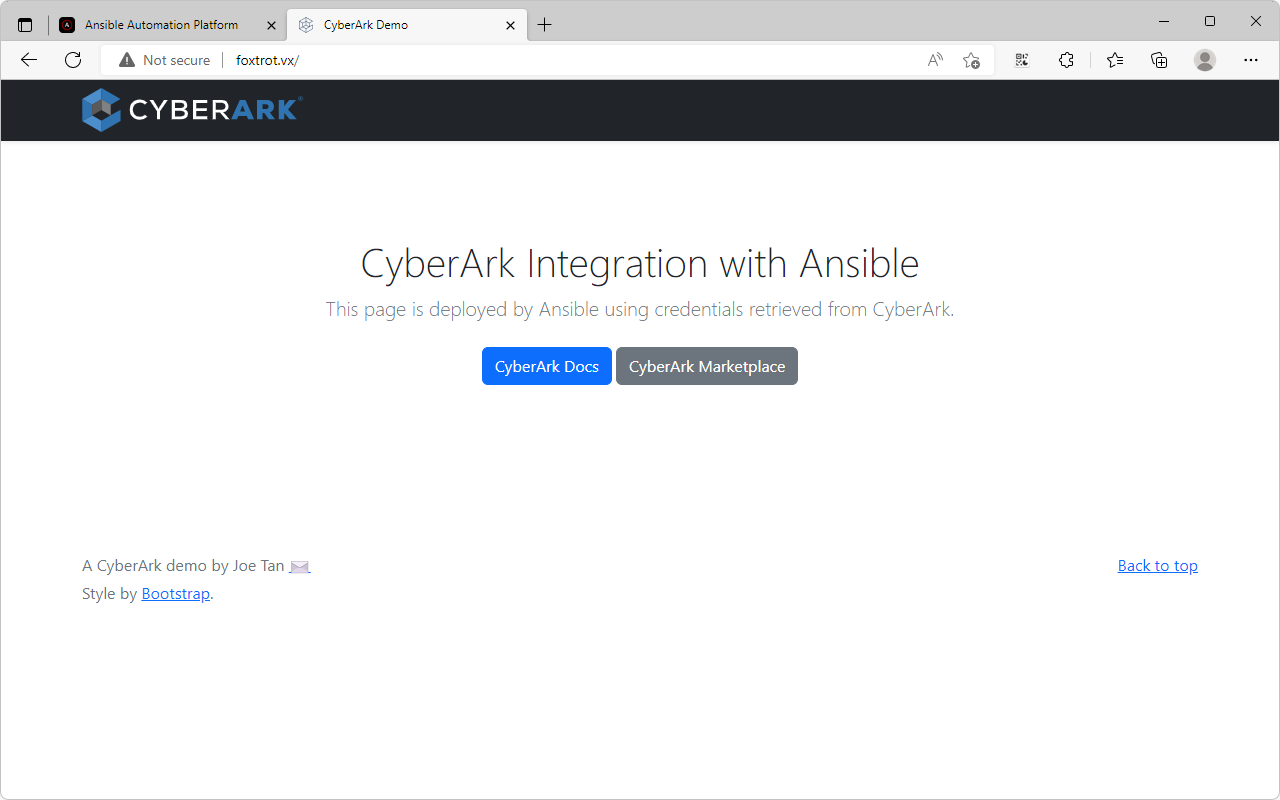 Ansible Automation Platform
CyberArk Demo
Not secure
foxtrot.vx/
CYBERARK®
CyberArk Integration with Ansible
This page is deployed by Ansible using credentials retrieved from CyberArk.
CyberArk Docs
CyberArk Marketplace
A CyberArk demo by Joe Tan
Back to top
Style by Bootstrap.